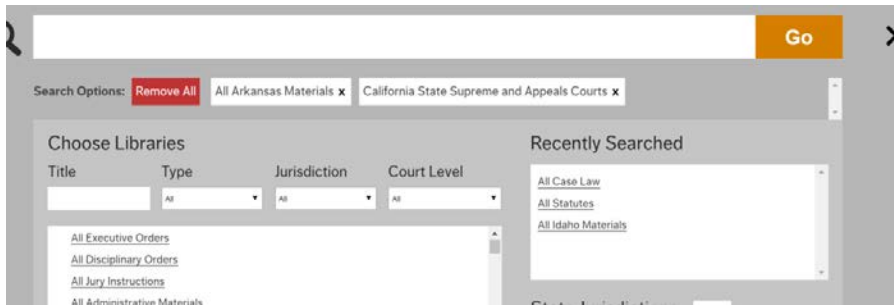 Go
Search Options: Remove All All Arkansas Materials x California State Supreme and Appeals Courts x
Choose Libraries
Recently Searched
Title Type Jurisdiction Court Level
All All All
All Case Law
All Statutes
All Idaho Materials
All Executive Orders
All Disciplinary Orders
All Jury Instructions
All Administrative Materials